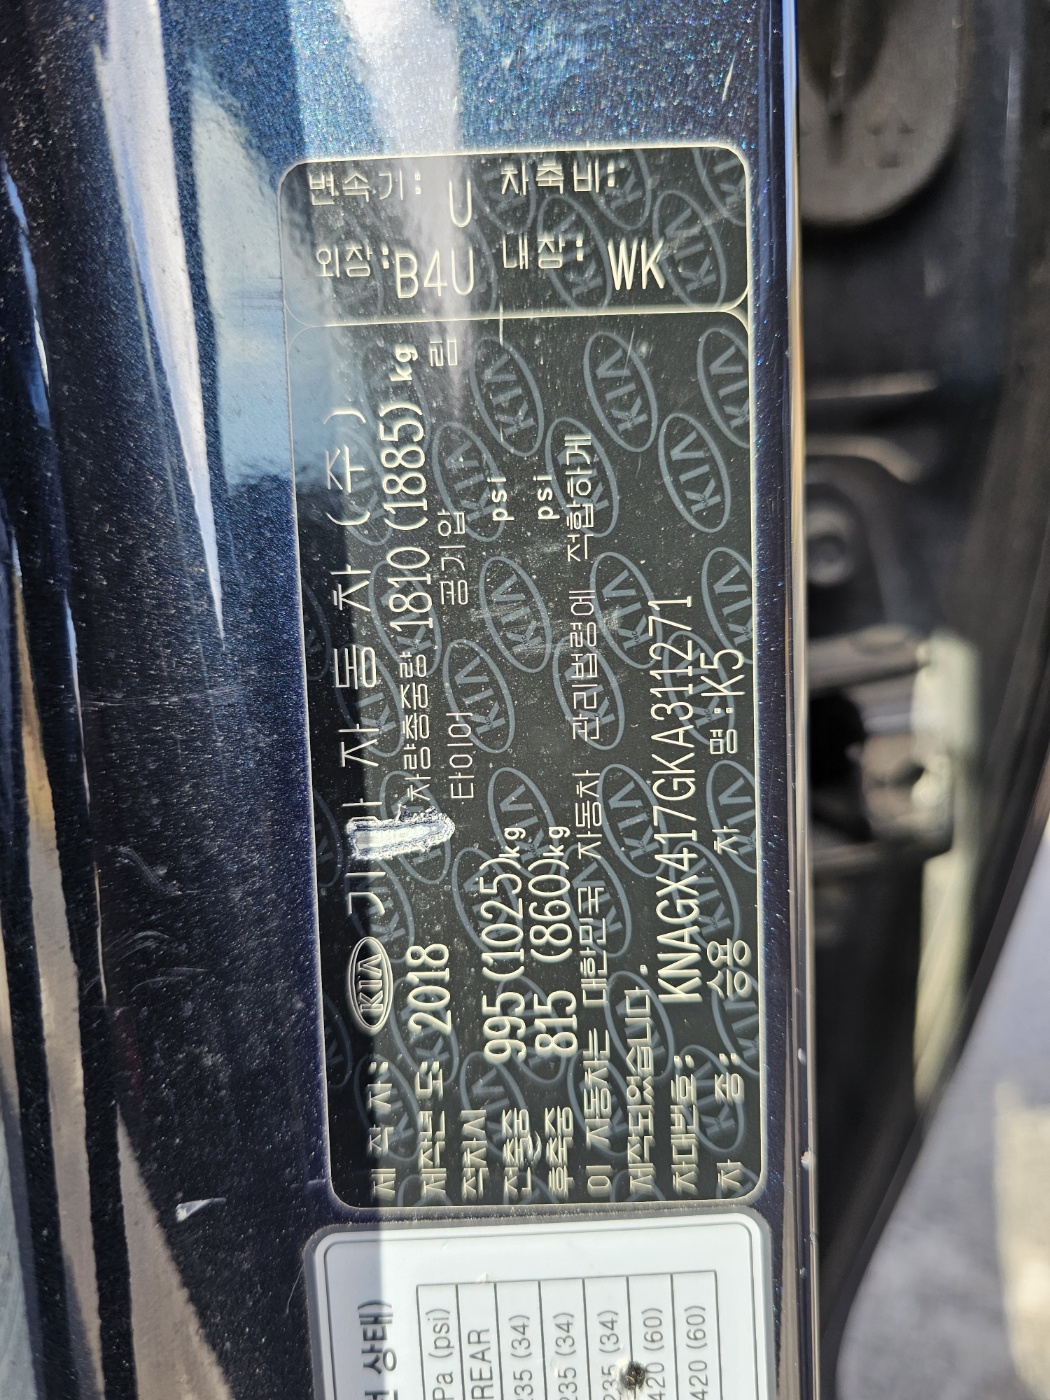 변속기: U 차축비:
외장:B4U 내장: WK
제 작 자: KIA 기아 자동차 (주)
제작년도: 2018 차량총중량 1810 (1885) kg
타이어 공기압 림
공차시
전축중 995 (1025)kg psi
후축중 815 (860)kg psi
이 자동차는 대한민국 자동차 관리법령에 적합하게
제작되었습니다.
차대번호: KNAGX417GKA311271
차 종: 승용 차 명:K5
상태)
Pa (psi)
REAR
235 (34)
235 (34)
235 (34)
420 (60)
420 (60)